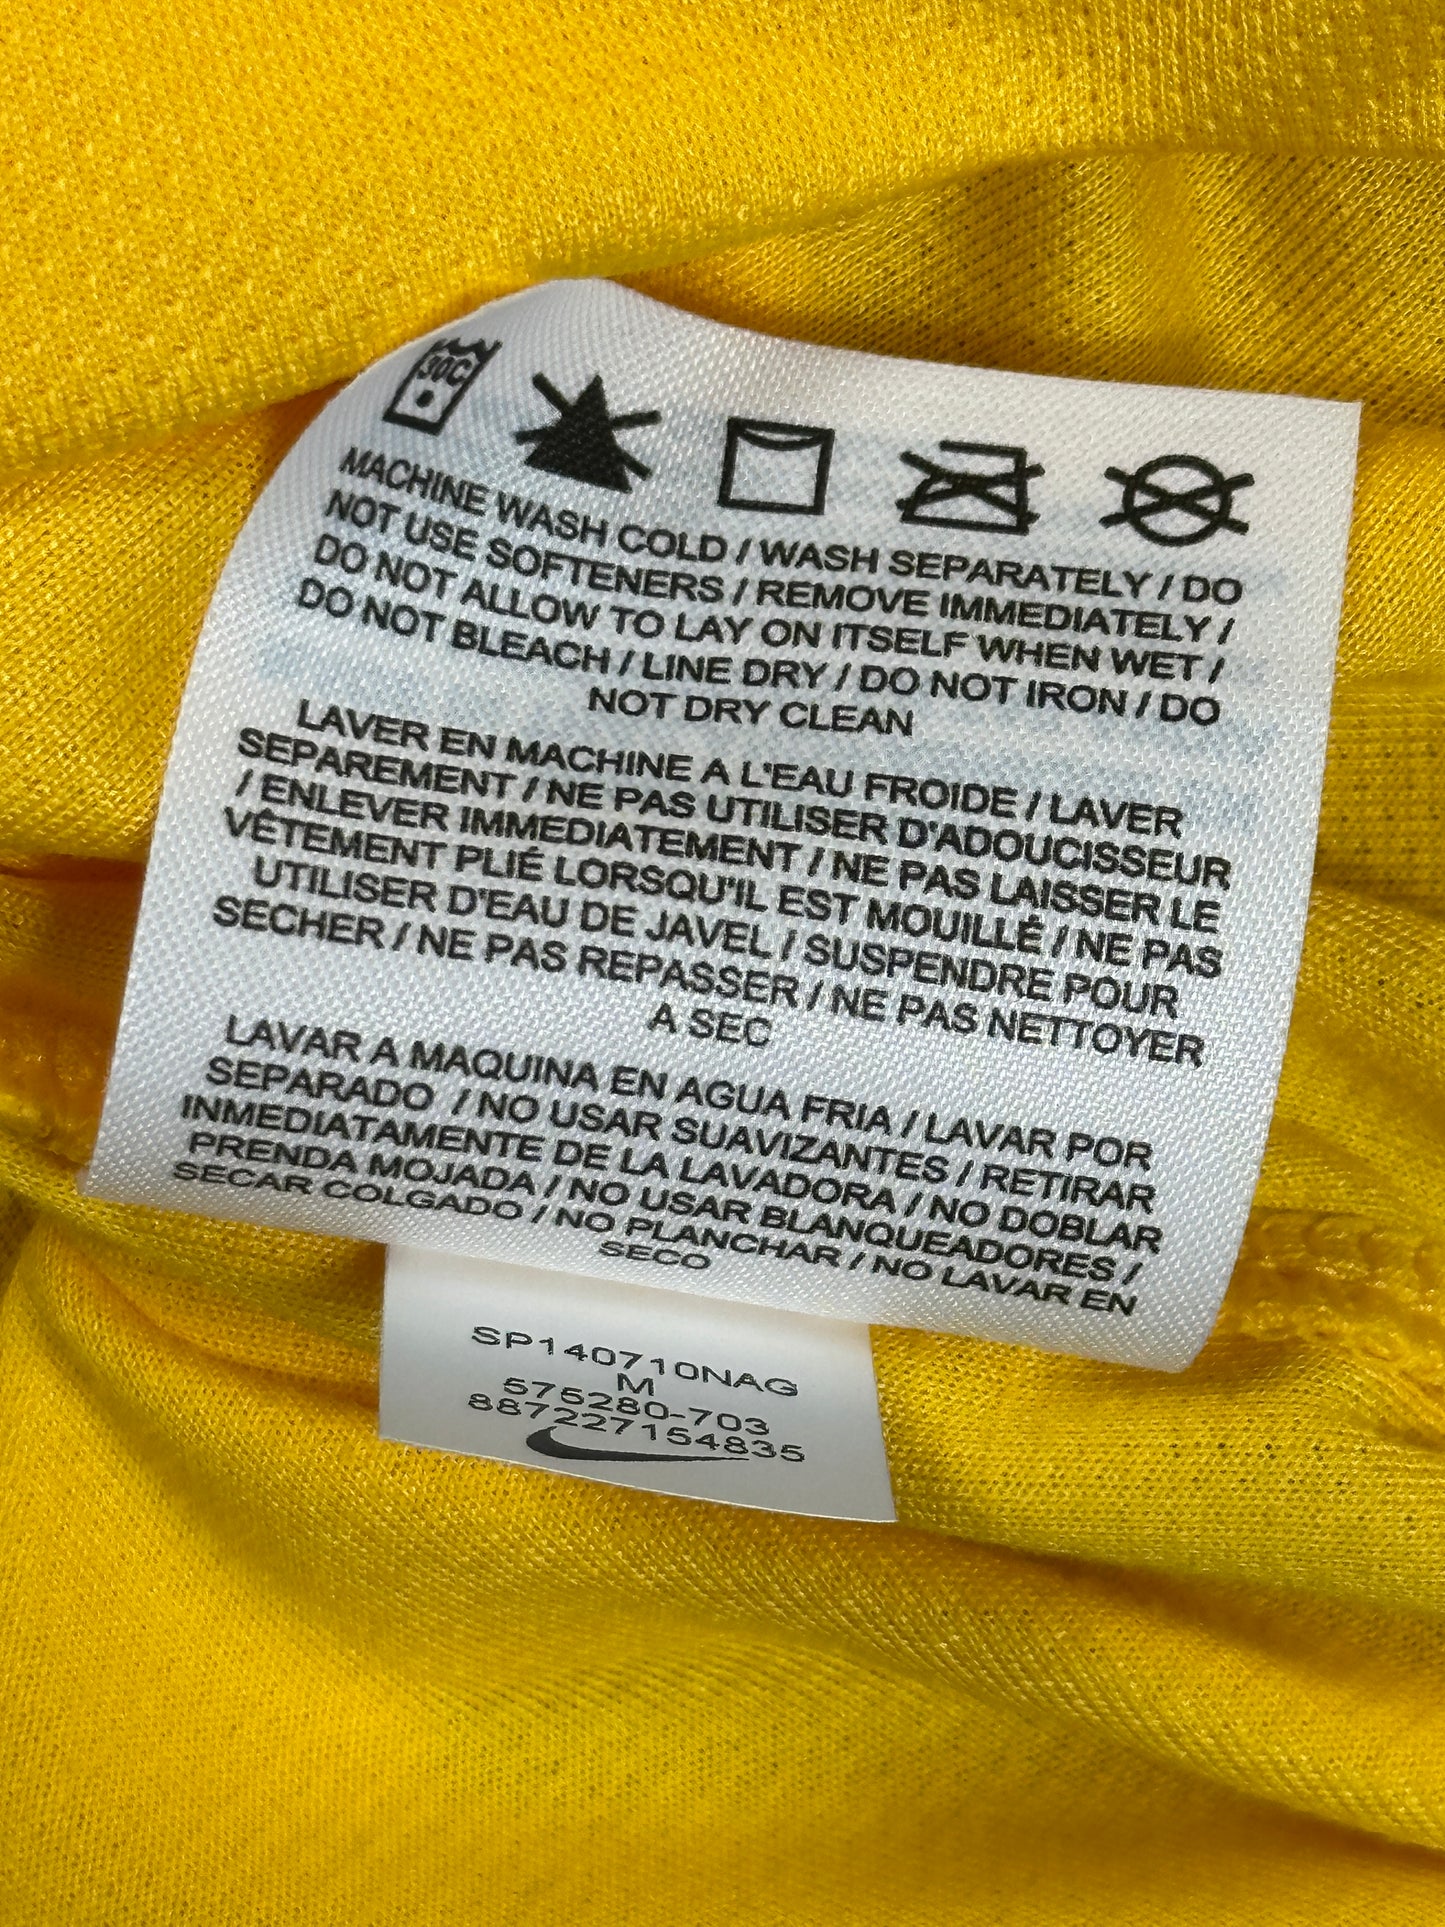 30C
MACHINE WASH COLD / WASH SEPARATELY / DO
NOT USE SOFTENERS / REMOVE IMMEDIATELY /
DO NOT ALLOW TO LAY ON ITSELF WHEN WET /
DO NOT BLEACH / LINE DRY / DO NOT IRON / DO
NOT DRY CLEAN
LAVER EN MACHINE A L'EAU FROIDE / LAVER
SEPAREMENT / NE PAS UTILISER D'ADOUCISSEUR
/ ENLEVER IMMEDIATEMENT / NE PAS LAISSER LE
VÊTEMENT PLIÉ LORSQU'IL EST MOUILLÉ / NE PAS
UTILISER D'EAU DE JAVEL / SUSPENDRE POUR
SECHER / NE PAS REPASSER / NE PAS NETTOYER
A SEC
LAVAR A MAQUINA EN AGUA FRIA / LAVAR POR
SEPARADO / NO USAR SUAVIZANTES / RETIRAR
INMEDIATAMENTE DE LA LAVADORA / NO DOBLAR
PRENDA MOJADA / NO USAR BLANQUEADORES /
SECAR COLGADO / NO PLANCHAR / NO LAVAR EN
SECO
SP140710NAG
M
575280-703
887227154835